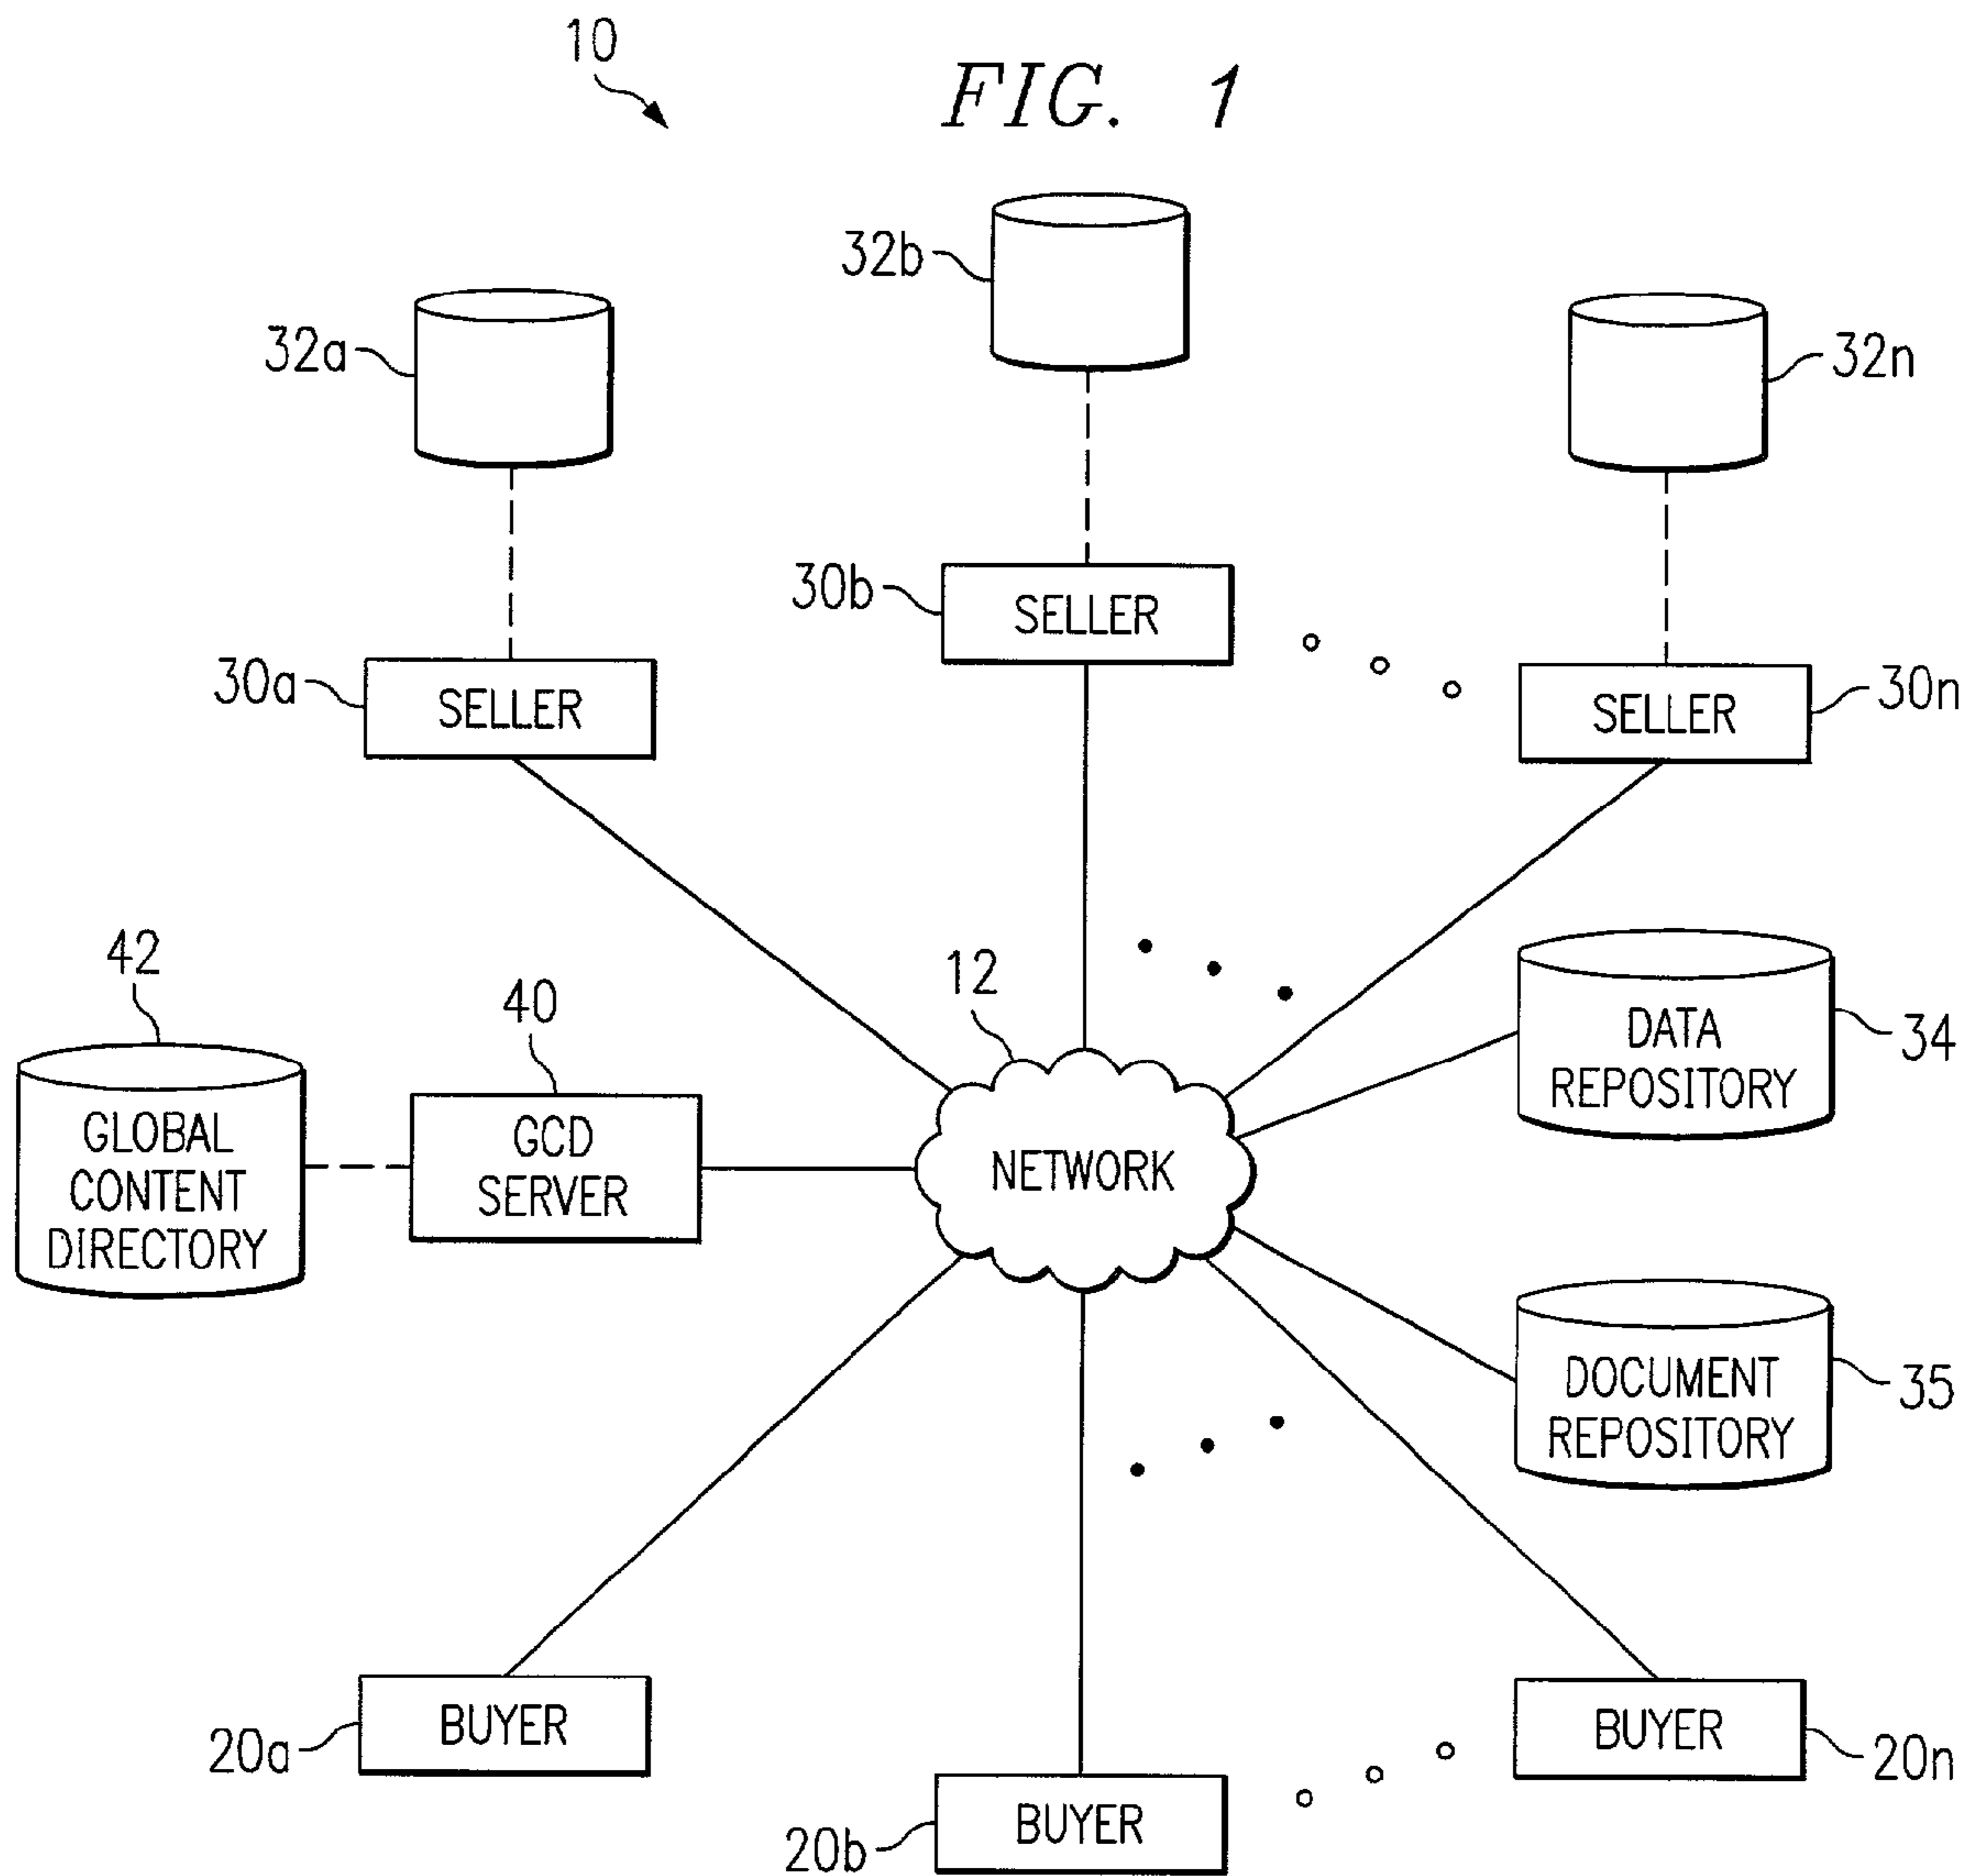 10
FIG. 1
32b
32a
32n
30b
SELLER
30a
SELLER
SELLER
30n
42
12
40
DATA
REPOSITORY
34
GLOBAL
CONTENT
DIRECTORY
GCD
SERVER
NETWORK
DOCUMENT
REPOSITORY
35
BUYER
20a
BUYER
20n
BUYER
20b